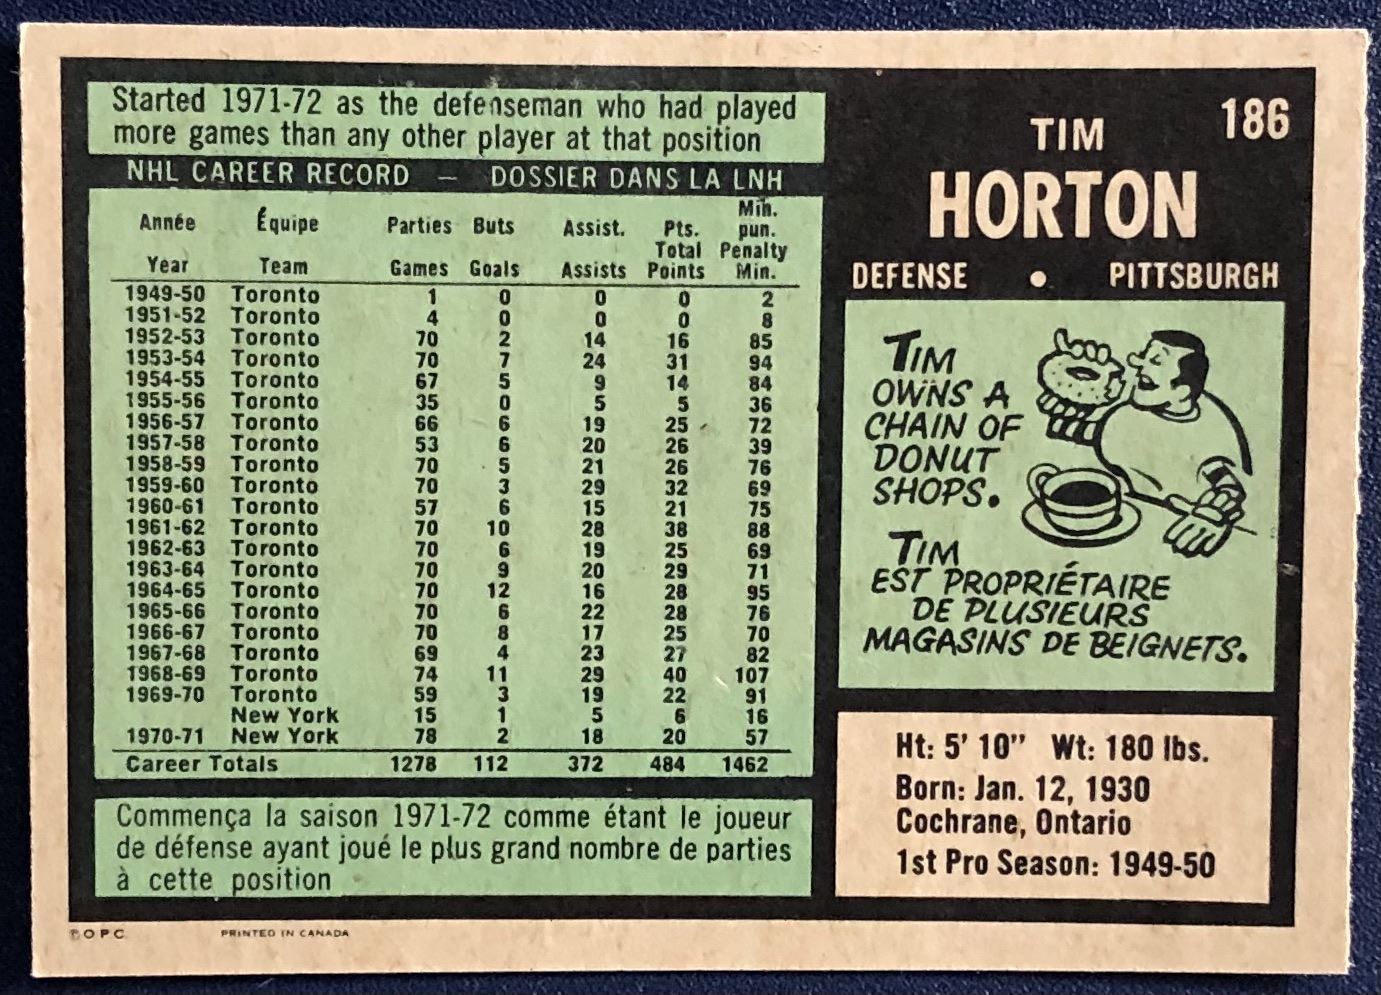 Started 1971-72 as the defenseman who had played
more games than any other player at that position
NHL CAREER RECORD — DOSSIER DANS LA LNH
Année Équipe Parties Buts Assist. Pts. Min. pun.
Year Team Games Goals Assists Total Points Penalty Min.
1949-50 Toronto 1 0 0 0 2
1951-52 Toronto 4 0 0 0 8
1952-53 Toronto 70 2 14 16 85
1953-54 Toronto 70 7 24 31 94
1954-55 Toronto 67 5 9 14 84
1955-56 Toronto 35 0 5 5 36
1956-57 Toronto 66 6 19 25 72
1957-58 Toronto 53 6 20 26 39
1958-59 Toronto 70 5 21 26 76
1959-60 Toronto 70 3 29 32 69
1960-61 Toronto 57 6 15 21 75
1961-62 Toronto 70 10 28 38 88
1962-63 Toronto 70 6 19 25 69
1963-64 Toronto 70 9 20 29 71
1964-65 Toronto 70 12 16 28 95
1965-66 Toronto 70 6 22 28 76
1966-67 Toronto 70 8 17 25 70
1967-68 Toronto 69 4 23 27 82
1968-69 Toronto 74 11 29 40 107
1969-70 Toronto 59 3 19 22 91
New York 15 1 5 6 16
1970-71 New York 78 2 18 20 57
Career Totals 1278 112 372 484 1462
Commença la saison 1971-72 comme étant le joueur
de défense ayant joué le plus grand nombre de parties
à cette position
186
TIM
HORTON
DEFENSE • PITTSBURGH
TIM
OWNS A
CHAIN OF
DONUT
SHOPS.
TIM
EST PROPRIÉTAIRE
DE PLUSIEURS
MAGASINS DE BEIGNETS.
Ht: 5' 10" Wt: 180 lbs.
Born: Jan. 12, 1930
Cochrane, Ontario
1st Pro Season: 1949-50
© O P C PRINTED IN CANADA